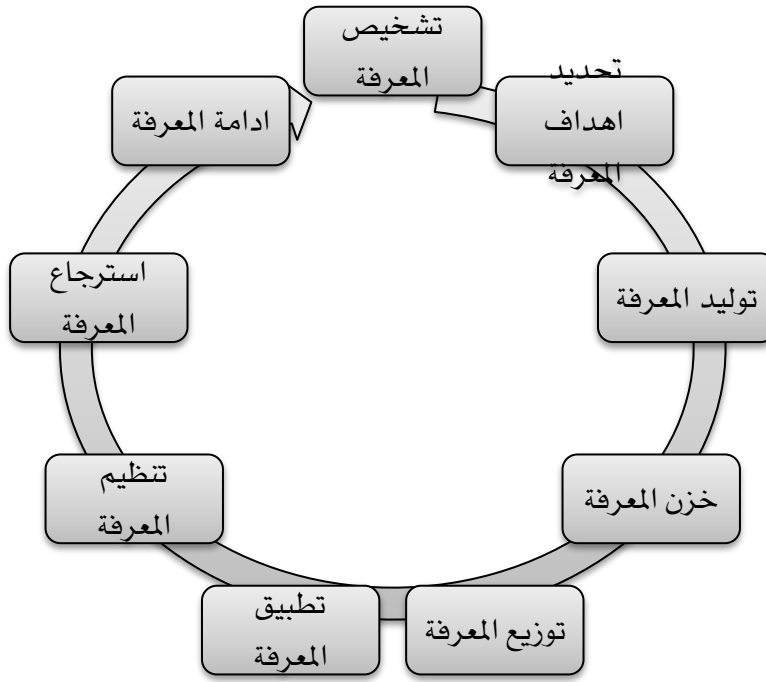 تشخيص
المعرفة
تحديد
اهداف
المعرفة
توليد المعرفة
خزن المعرفة
توزيع المعرفة
تطبيق
المعرفة
تنظيم
المعرفة
استرجاع
المعرفة
ادامة المعرفة